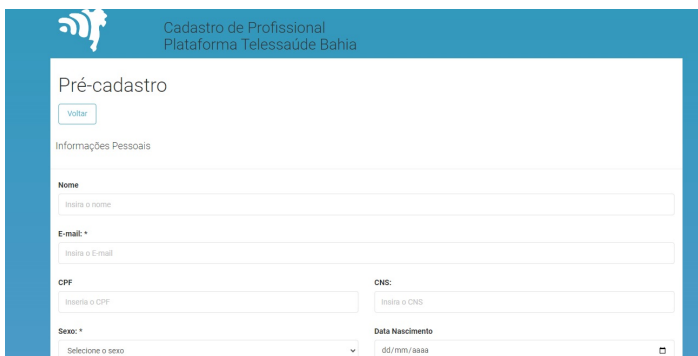 Cadastro de Profissional
Plataforma Telessaúde Bahia
Pré-cadastro
Voltar
Informações Pessoais
Nome
Insira o nome
E-mail: *
Insira o E-mail
CPF
CNS:
Inseria o CPF
Insira o CNS
Sexo: *
Data Nascimento
Selecione o sexo
dd/mm/aaaa